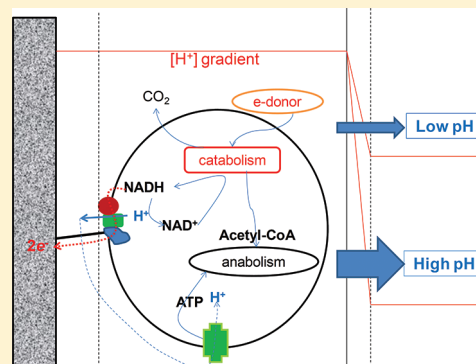 [H⁺] gradient
CO₂
e-donor
Low pH
catabolism
NADH
H⁺
NAD⁺
Acetyl-CoA
2e⁻
anabolism
High pH
ATP
H⁺